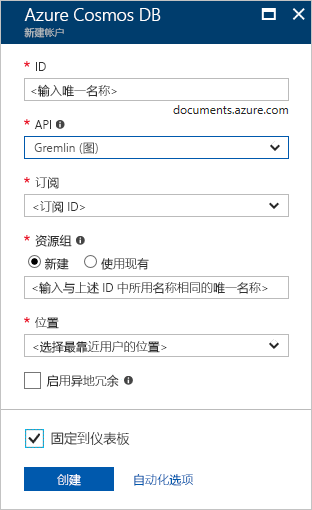 Azure Cosmos DB
新建帐户
* ID
<输入唯一名称>
documents.azure.com
* API
Gremlin (图)
* 订阅
<订阅 ID>
* 资源组
新建 使用现有
<输入与上述 ID 中所用名称相同的唯一名称>
* 位置
<选择最靠近用户的位置>
启用异地冗余
固定到仪表板
创建 自动化选项